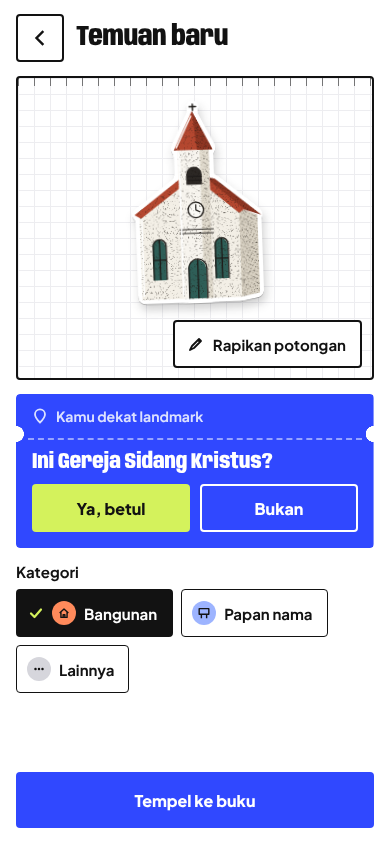 Temuan baru
Rapikan potongan
Kamu dekat landmark
Ini Gereja Sidang Kristus?
Ya, betul
Bukan
Kategori
Bangunan
Papan nama
Lainnya
Tempel ke buku